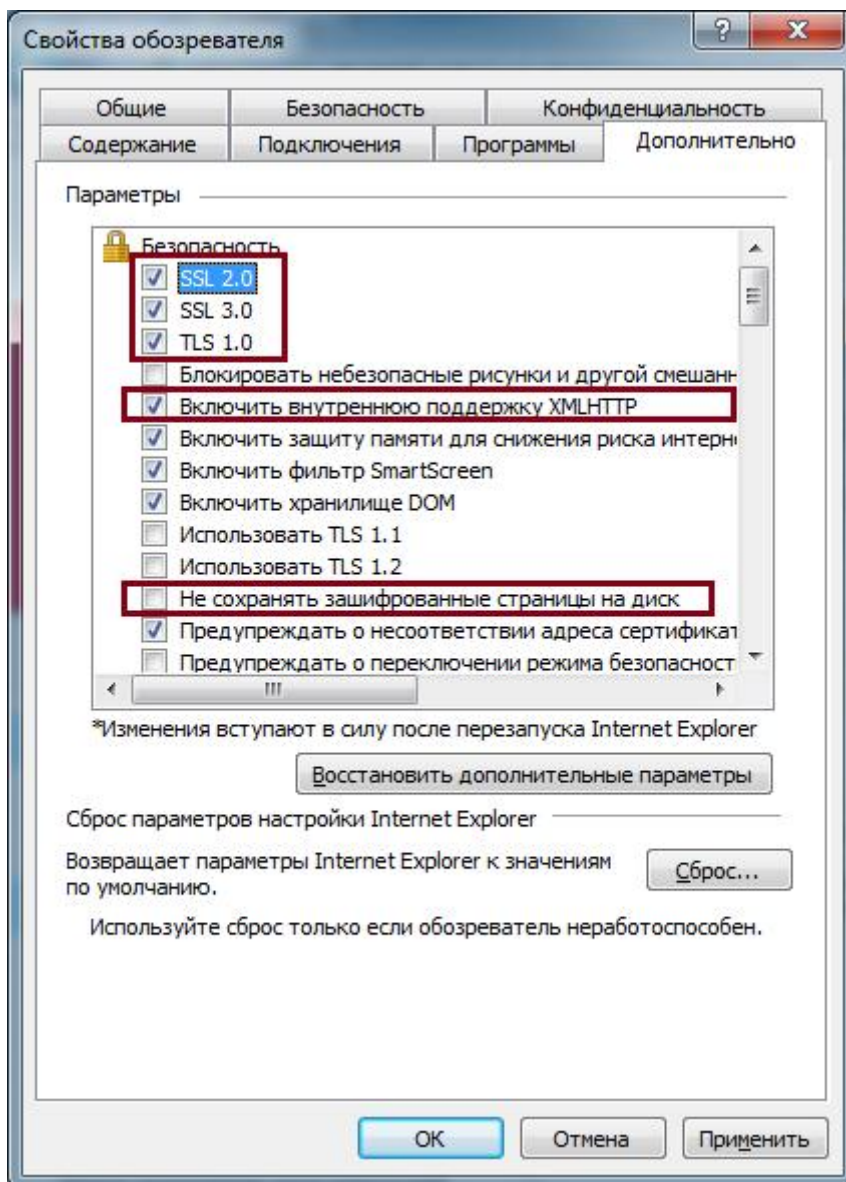 Свойства обозревателя
Общие Безопасность Конфиденциальность
Содержание Подключения Программы Дополнительно
Параметры
Безопасность
SSL 2.0
SSL 3.0
TLS 1.0
Блокировать небезопасные рисунки и другой смешанн
Включить внутреннюю поддержку XMLHTTP
Включить защиту памяти для снижения риска интерн
Включить фильтр SmartScreen
Включить хранилище DOM
Использовать TLS 1.1
Использовать TLS 1.2
Не сохранять зашифрованные страницы на диск
Предупреждать о несоответствии адреса сертификат
Предупреждать о переключении режима безопасност
*Изменения вступают в силу после перезапуска Internet Explorer
Восстановить дополнительные параметры
Сброс параметров настройки Internet Explorer
Возвращает параметры Internet Explorer к значениям
по умолчанию.
Сброс...
Используйте сброс только если обозреватель неработоспособен.
ОК Отмена Применить